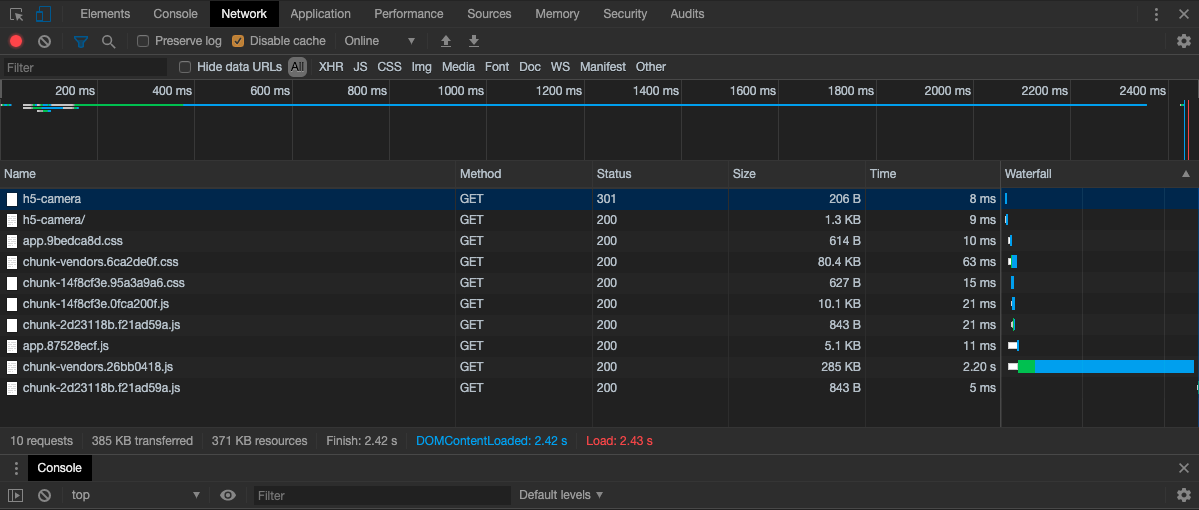 Elements Console Network Application Performance Sources Memory Security Audits
Preserve log Disable cache Online
Filter Hide data URLs All XHR JS CSS Img Media Font Doc WS Manifest Other
200 ms 400 ms 600 ms 800 ms 1000 ms 1200 ms 1400 ms 1600 ms 1800 ms 2000 ms 2200 ms 2400 ms
Name Method Status Size Time Waterfall
h5-camera GET 301 206 B 8 ms
h5-camera/ GET 200 1.3 KB 9 ms
app.9bedca8d.css GET 200 614 B 10 ms
chunk-vendors.6ca2de0f.css GET 200 80.4 KB 63 ms
chunk-14f8cf3e.95a3a9a6.css GET 200 627 B 15 ms
chunk-14f8cf3e.0fca200f.js GET 200 10.1 KB 21 ms
chunk-2d23118b.f21ad59a.js GET 200 843 B 21 ms
app.87528ecf.js GET 200 5.1 KB 11 ms
chunk-vendors.26bb0418.js GET 200 285 KB 2.20 s
chunk-2d23118b.f21ad59a.js GET 200 843 B 5 ms
10 requests 385 KB transferred 371 KB resources Finish: 2.42 s DOMContentLoaded: 2.42 s Load: 2.43 s
Console
top Filter Default levels